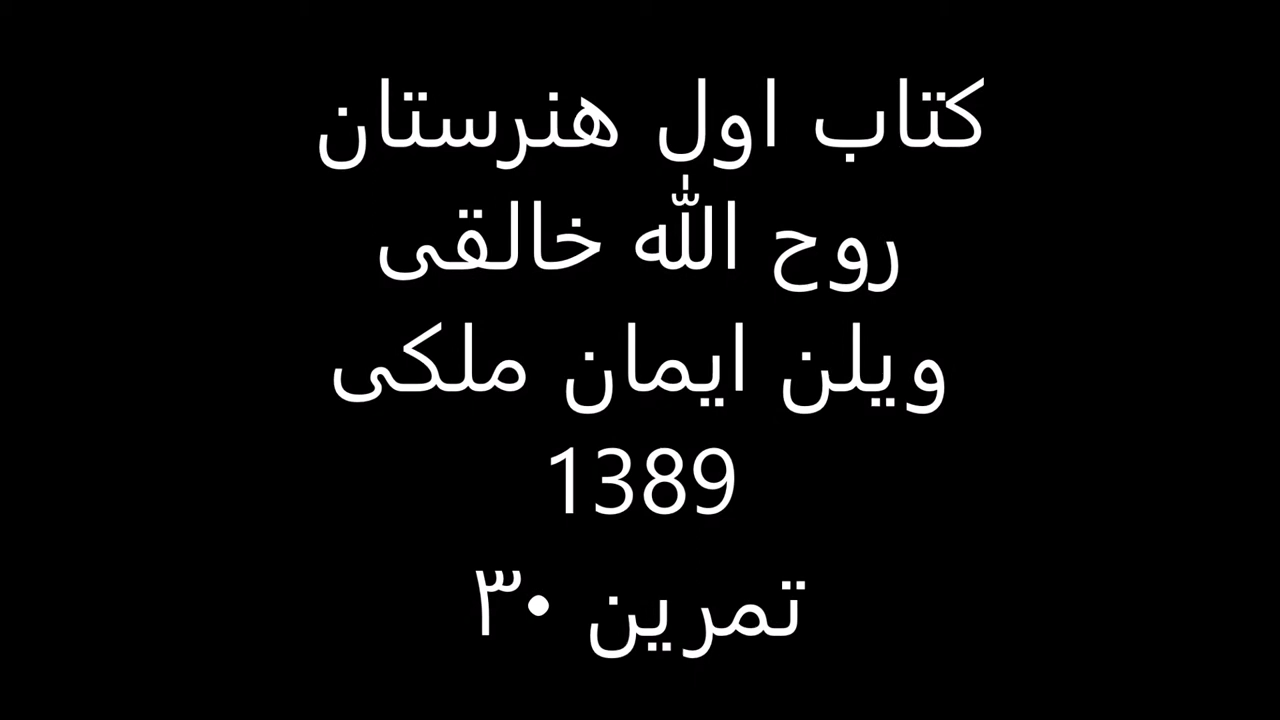 کتاب اول هنرستان
روح الله خالقی
ویلن ایمان ملکی
1389
تمرین ۳۰